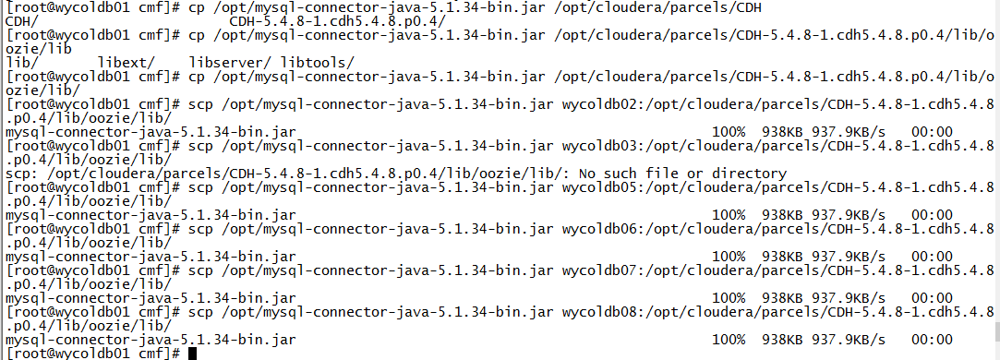 [root@wycoldb01 cmf]# cp /opt/mysql-connector-java-5.1.34-bin.jar /opt/cloudera/parcels/CDH
CDH/                    CDH-5.4.8-1.cdh5.4.8.p0.4/
[root@wycoldb01 cmf]# cp /opt/mysql-connector-java-5.1.34-bin.jar /opt/cloudera/parcels/CDH-5.4.8-1.cdh5.4.8.p0.4/lib/o
ozie/lib
lib/       libext/    libserver/ libtools/
[root@wycoldb01 cmf]# cp /opt/mysql-connector-java-5.1.34-bin.jar /opt/cloudera/parcels/CDH-5.4.8-1.cdh5.4.8.p0.4/lib/o
ozie/lib/
[root@wycoldb01 cmf]# scp /opt/mysql-connector-java-5.1.34-bin.jar wycoldb02:/opt/cloudera/parcels/CDH-5.4.8-1.cdh5.4.8
.p0.4/lib/oozie/lib/
mysql-connector-java-5.1.34-bin.jar                                       100%  938KB 937.9KB/s   00:00
[root@wycoldb01 cmf]# scp /opt/mysql-connector-java-5.1.34-bin.jar wycoldb03:/opt/cloudera/parcels/CDH-5.4.8-1.cdh5.4.8
.p0.4/lib/oozie/lib/
scp: /opt/cloudera/parcels/CDH-5.4.8-1.cdh5.4.8.p0.4/lib/oozie/lib/: No such file or directory
[root@wycoldb01 cmf]# scp /opt/mysql-connector-java-5.1.34-bin.jar wycoldb05:/opt/cloudera/parcels/CDH-5.4.8-1.cdh5.4.8
.p0.4/lib/oozie/lib/
mysql-connector-java-5.1.34-bin.jar                                       100%  938KB 937.9KB/s   00:00
[root@wycoldb01 cmf]# scp /opt/mysql-connector-java-5.1.34-bin.jar wycoldb06:/opt/cloudera/parcels/CDH-5.4.8-1.cdh5.4.8
.p0.4/lib/oozie/lib/
mysql-connector-java-5.1.34-bin.jar                                       100%  938KB 937.9KB/s   00:00
[root@wycoldb01 cmf]# scp /opt/mysql-connector-java-5.1.34-bin.jar wycoldb07:/opt/cloudera/parcels/CDH-5.4.8-1.cdh5.4.8
.p0.4/lib/oozie/lib/
mysql-connector-java-5.1.34-bin.jar                                       100%  938KB 937.9KB/s   00:00
[root@wycoldb01 cmf]# scp /opt/mysql-connector-java-5.1.34-bin.jar wycoldb08:/opt/cloudera/parcels/CDH-5.4.8-1.cdh5.4.8
.p0.4/lib/oozie/lib/
mysql-connector-java-5.1.34-bin.jar                                       100%  938KB 937.9KB/s   00:00
[root@wycoldb01 cmf]#